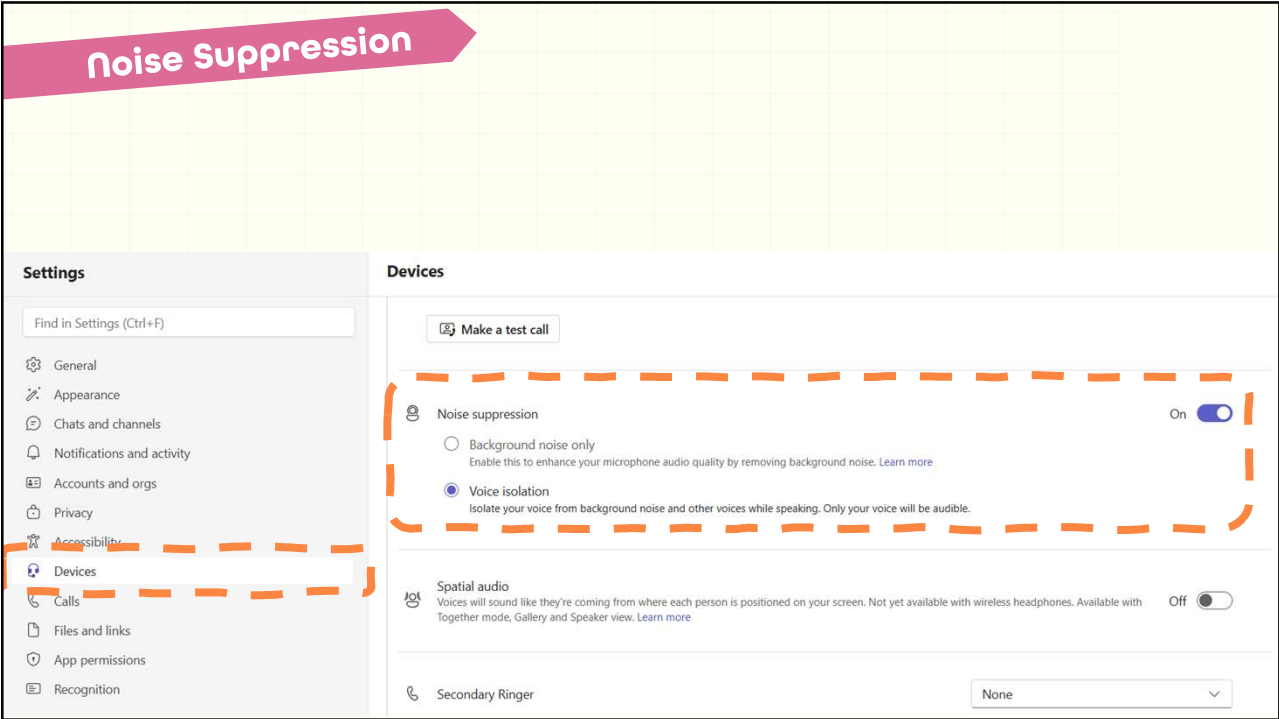 Noise Suppression
Settings
Find in Settings (Ctrl+F)
General
Appearance
Chats and channels
Notifications and activity
Accounts and orgs
Privacy
Accessibility
Devices
Calls
Files and links
App permissions
Recognition
Devices
Make a test call
Noise suppression
On
Background noise only
Enable this to enhance your microphone audio quality by removing background noise. Learn more
Voice isolation
Isolate your voice from background noise and other voices while speaking. Only your voice will be audible.
Spatial audio
Voices will sound like they're coming from where each person is positioned on your screen. Not yet available with wireless headphones. Available with
Together mode, Gallery and Speaker view. Learn more
Off
Secondary Ringer
None